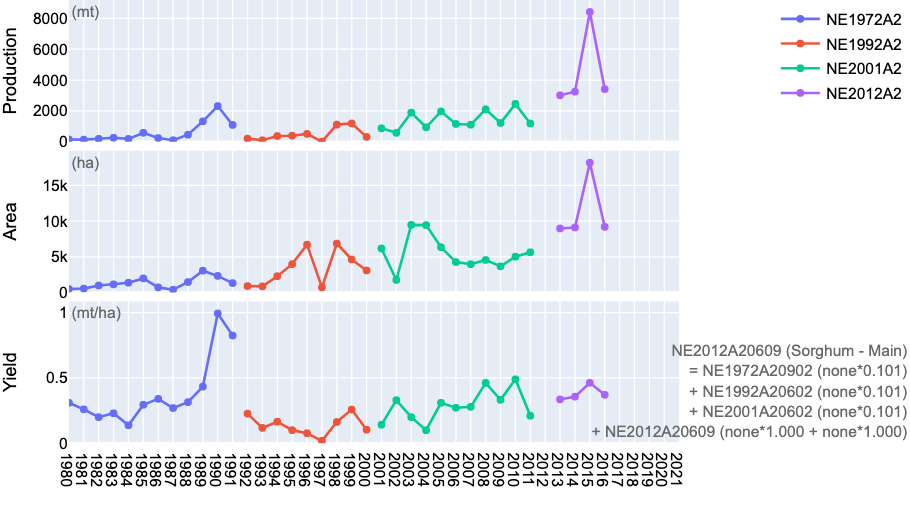 Production
(mt)
8000
6000
4000
2000
0
Area
(ha)
15k
10k
5k
0
Yield
(mt/ha)
1
0.5
0
1980
1981
1982
1983
1984
1985
1986
1987
1988
1989
1990
1991
1992
1993
1994
1995
1996
1997
1998
1999
2000
2001
2002
2003
2004
2005
2006
2007
2008
2009
2010
2011
2012
2013
2014
2015
2016
2017
2018
2019
2020
2021
NE1972A2
NE1992A2
NE2001A2
NE2012A2
NE2012A20609 (Sorghum - Main)
= NE1972A20902 (none*0.101)
+ NE1992A20602 (none*0.101)
+ NE2001A20602 (none*0.101)
+ NE2012A20609 (none*1.000 + none*1.000)